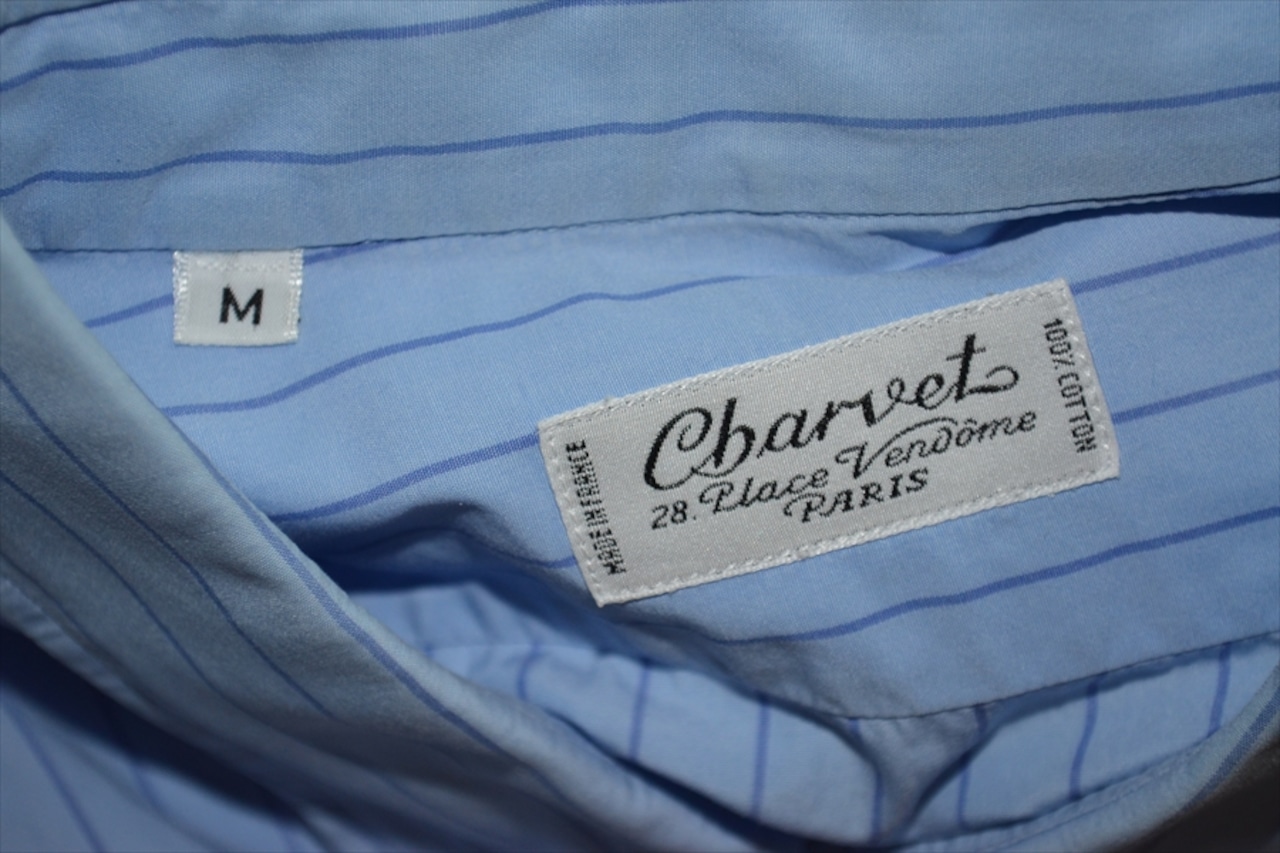 M
Charvet
28. Place Vendôme
PARIS
MADE IN FRANCE
100% COTTON